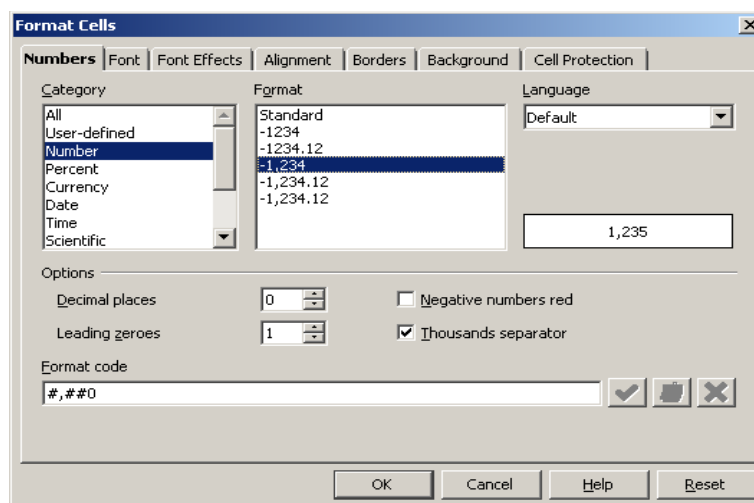 Format Cells
Numbers Font Font Effects Alignment Borders Background Cell Protection
Category Format Language
All
User-defined
Number
Percent
Currency
Date
Time
Scientific
Standard
-1234
-1234.12
-1,234
-1,234.12
-1,234.12
Default
1,235
Options
Decimal places 0 Negative numbers red
Leading zeroes 1 Thousands separator
Format code
#,##0
OK Cancel Help Reset